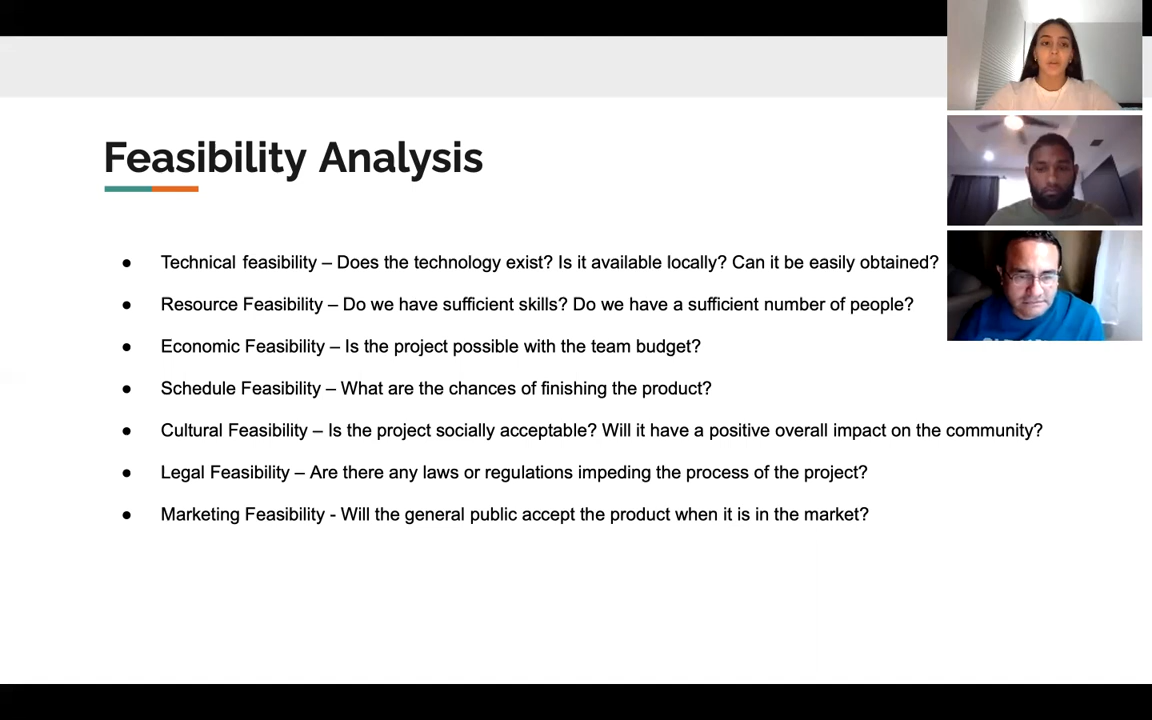 Feasibility Analysis
● Technical feasibility – Does the technology exist? Is it available locally? Can it be easily obtained?
● Resource Feasibility – Do we have sufficient skills? Do we have a sufficient number of people?
● Economic Feasibility – Is the project possible with the team budget?
● Schedule Feasibility – What are the chances of finishing the product?
● Cultural Feasibility – Is the project socially acceptable? Will it have a positive overall impact on the community?
● Legal Feasibility – Are there any laws or regulations impeding the process of the project?
● Marketing Feasibility - Will the general public accept the product when it is in the market?